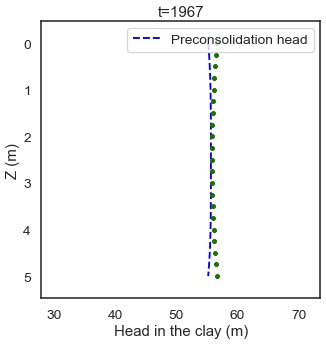 t=1967
Preconsolidation head
0
1
2
3
4
5
Z (m)
30 40 50 60 70
Head in the clay (m)